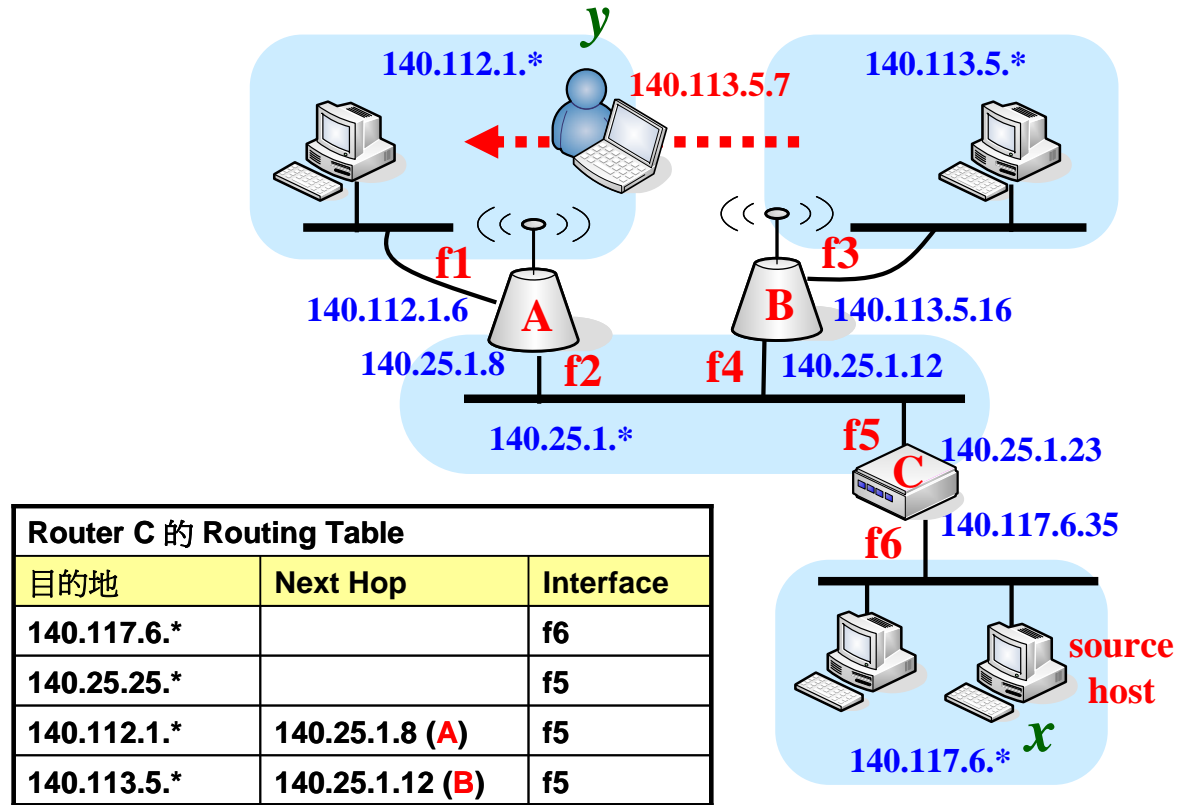 y
140.112.1.*
140.113.5.*
140.113.5.7
f1
f3
140.112.1.6
A
B
140.113.5.16
140.25.1.8
f2
f4
140.25.1.12
140.25.1.*
f5
140.25.1.23
C
140.117.6.35
f6
source
host
x
140.117.6.*
Router C 的 Routing Table
目的地 Next Hop Interface
140.117.6.* f6
140.25.25.* f5
140.112.1.* 140.25.1.8 (A) f5
140.113.5.* 140.25.1.12 (B) f5